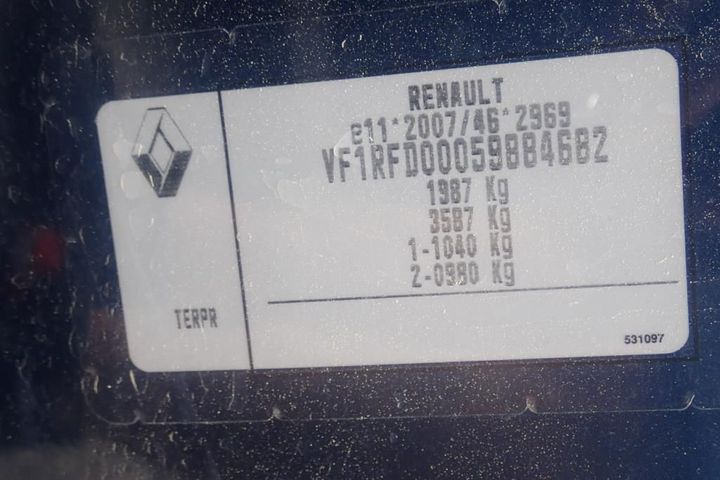 RENAULT
e11*2007/46*2969
VF1RFD00059884682
1987 Kg
3587 Kg
1-1040 Kg
2-0980 Kg
TERPR
531097